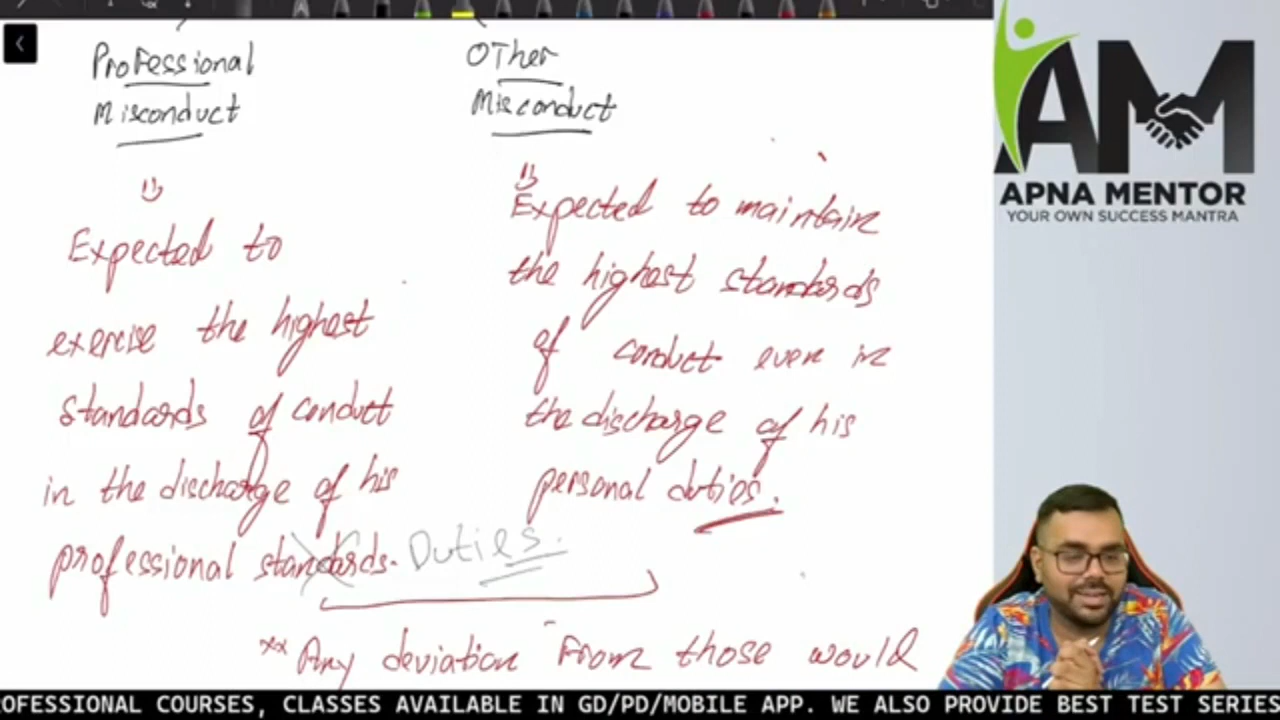 Professional
Misconduct
Expected to
exercise the highest
standards of conduct
in the discharge of his
professional standards. Duties.
Other
Misconduct
Expected to maintain
the highest standards
of conduct even in
the discharge of his
personal duties.
** Any deviation from those would
AM
APNA MENTOR
YOUR OWN SUCCESS MANTRA
OFESSIONAL COURSES, CLASSES AVAILABLE IN GD/PD/MOBILE APP. WE ALSO PROVIDE BEST TEST SERIES